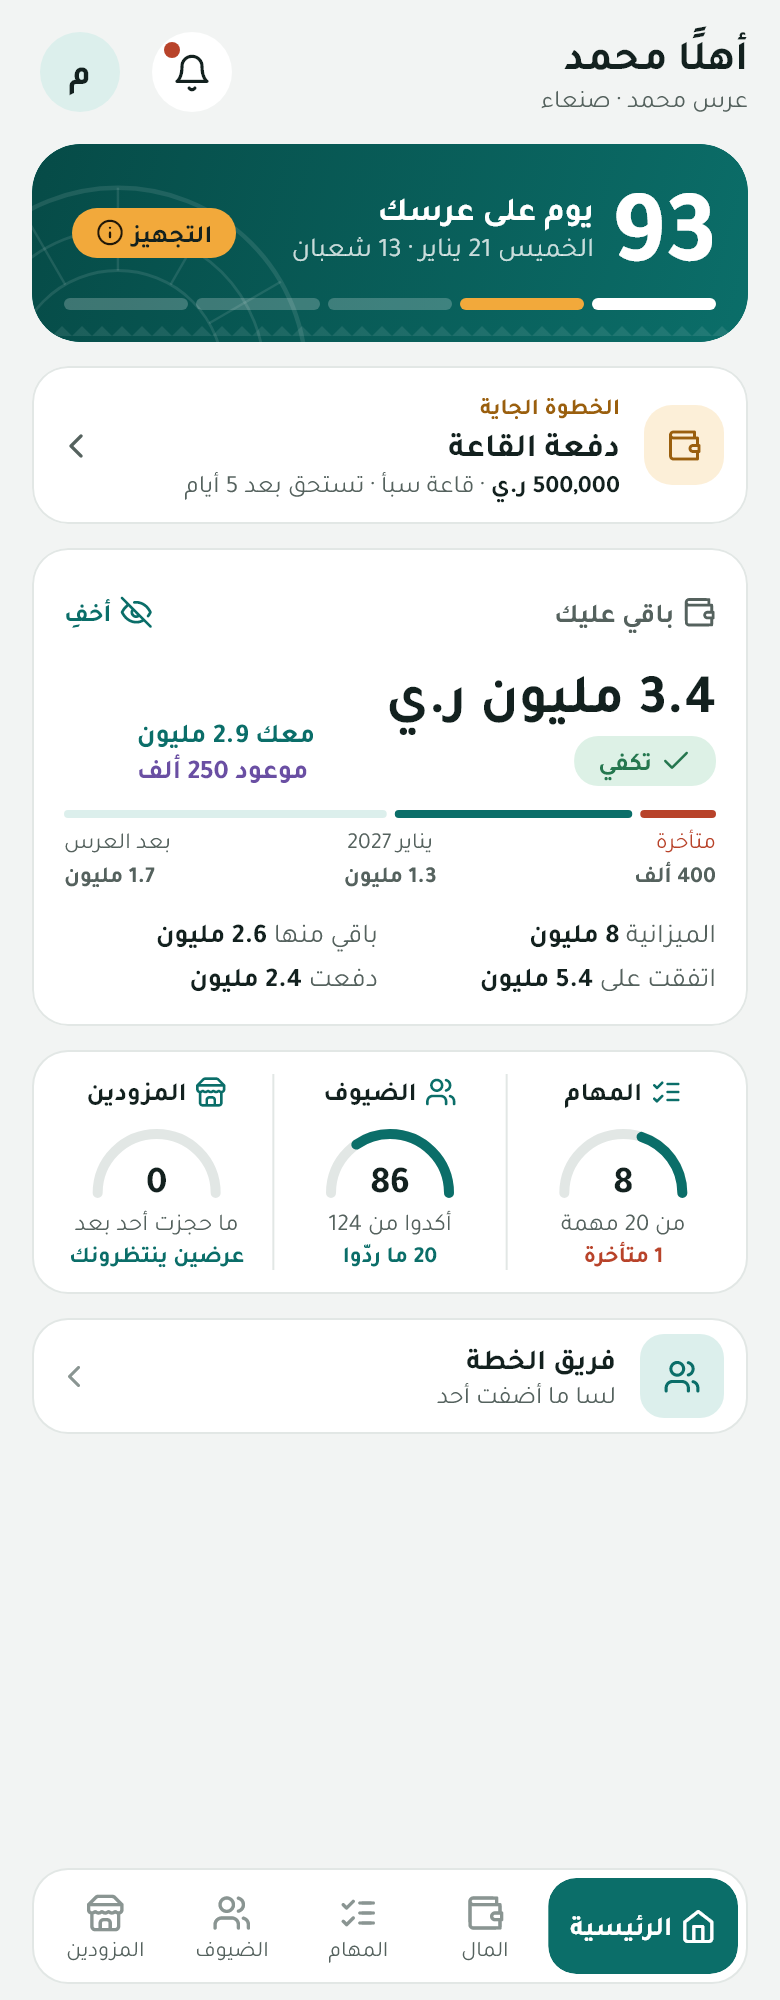 أهلًا محمد
عرس محمد · صنعاء
م
93
يوم على عرسك
الخميس 21 يناير · 13 شعبان
التجهيز
الخطوة الجاية
دفعة القاعة
500,000 ر.ي · قاعة سبأ · تستحق بعد 5 أيام
باقي عليك
أخفِ
3.4 مليون ر.ي
تكفي
معك 2.9 مليون
موعود 250 ألف
متأخرة
400 ألف
يناير 2027
1.3 مليون
بعد العرس
1.7 مليون
الميزانية 8 مليون
باقي منها 2.6 مليون
اتفقت على 5.4 مليون
دفعت 2.4 مليون
المهام
8
من 20 مهمة
1 متأخرة
الضيوف
86
أكدوا من 124
20 ما ردّوا
المزودين
0
ما حجزت أحد بعد
عرضين ينتظرونك
فريق الخطة
لسا ما أضفت أحد
الرئيسية
المال
المهام
الضيوف
المزودين